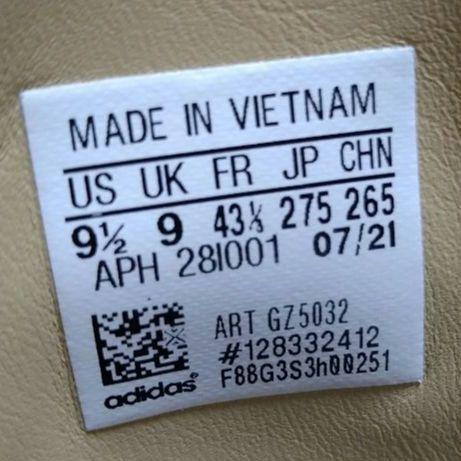 MADE IN VIETNAM
US UK FR JP CHN
9½ 9 43⅓ 275 265
APH 28I001 07/21
ART GZ5032
#128332412
F88G3S3h00251
adidas